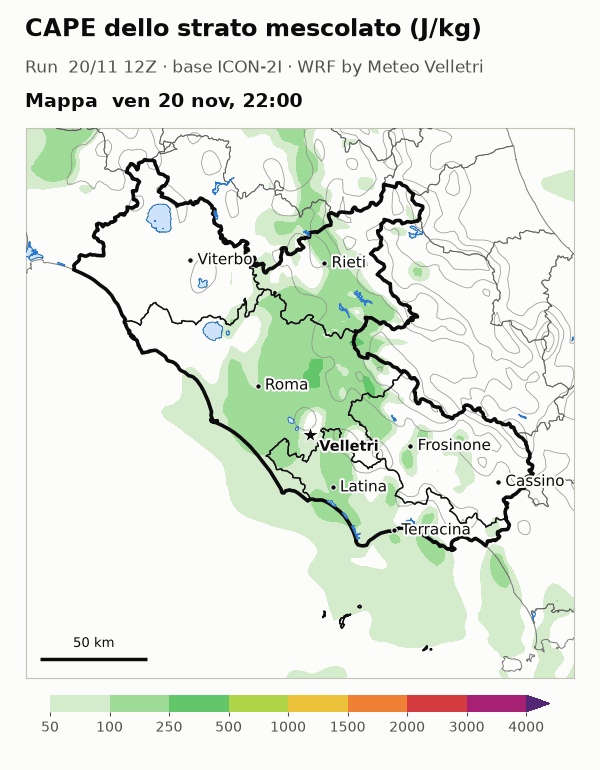 CAPE dello strato mescolato (J/kg)
Run  20/11 12Z · base ICON-2I · WRF by Meteo Velletri
Mappa  ven 20 nov, 22:00
Viterbo
Rieti
Roma
Velletri
Frosinone
Latina
Cassino
Terracina
50 km
50 100 250 500 1000 1500 2000 3000 4000